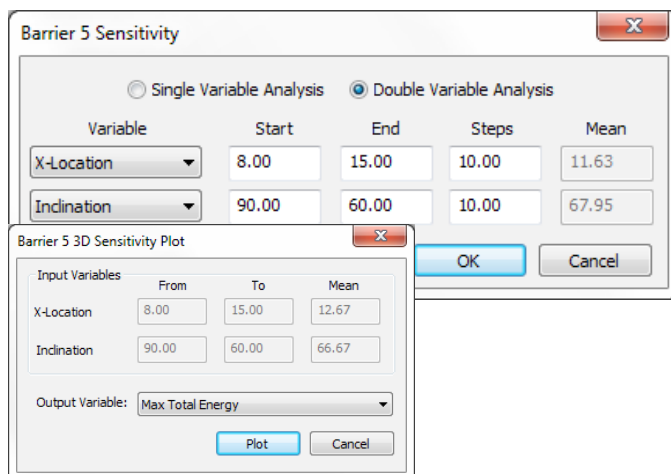 Barrier 5 Sensitivity
Single Variable Analysis Double Variable Analysis
Variable Start End Steps Mean
X-Location 8.00 15.00 10.00 11.63
Inclination 90.00 60.00 10.00 67.95
OK Cancel
Barrier 5 3D Sensitivity Plot
Input Variables
From To Mean
X-Location 8.00 15.00 12.67
Inclination 90.00 60.00 66.67
Output Variable: Max Total Energy
Plot Cancel